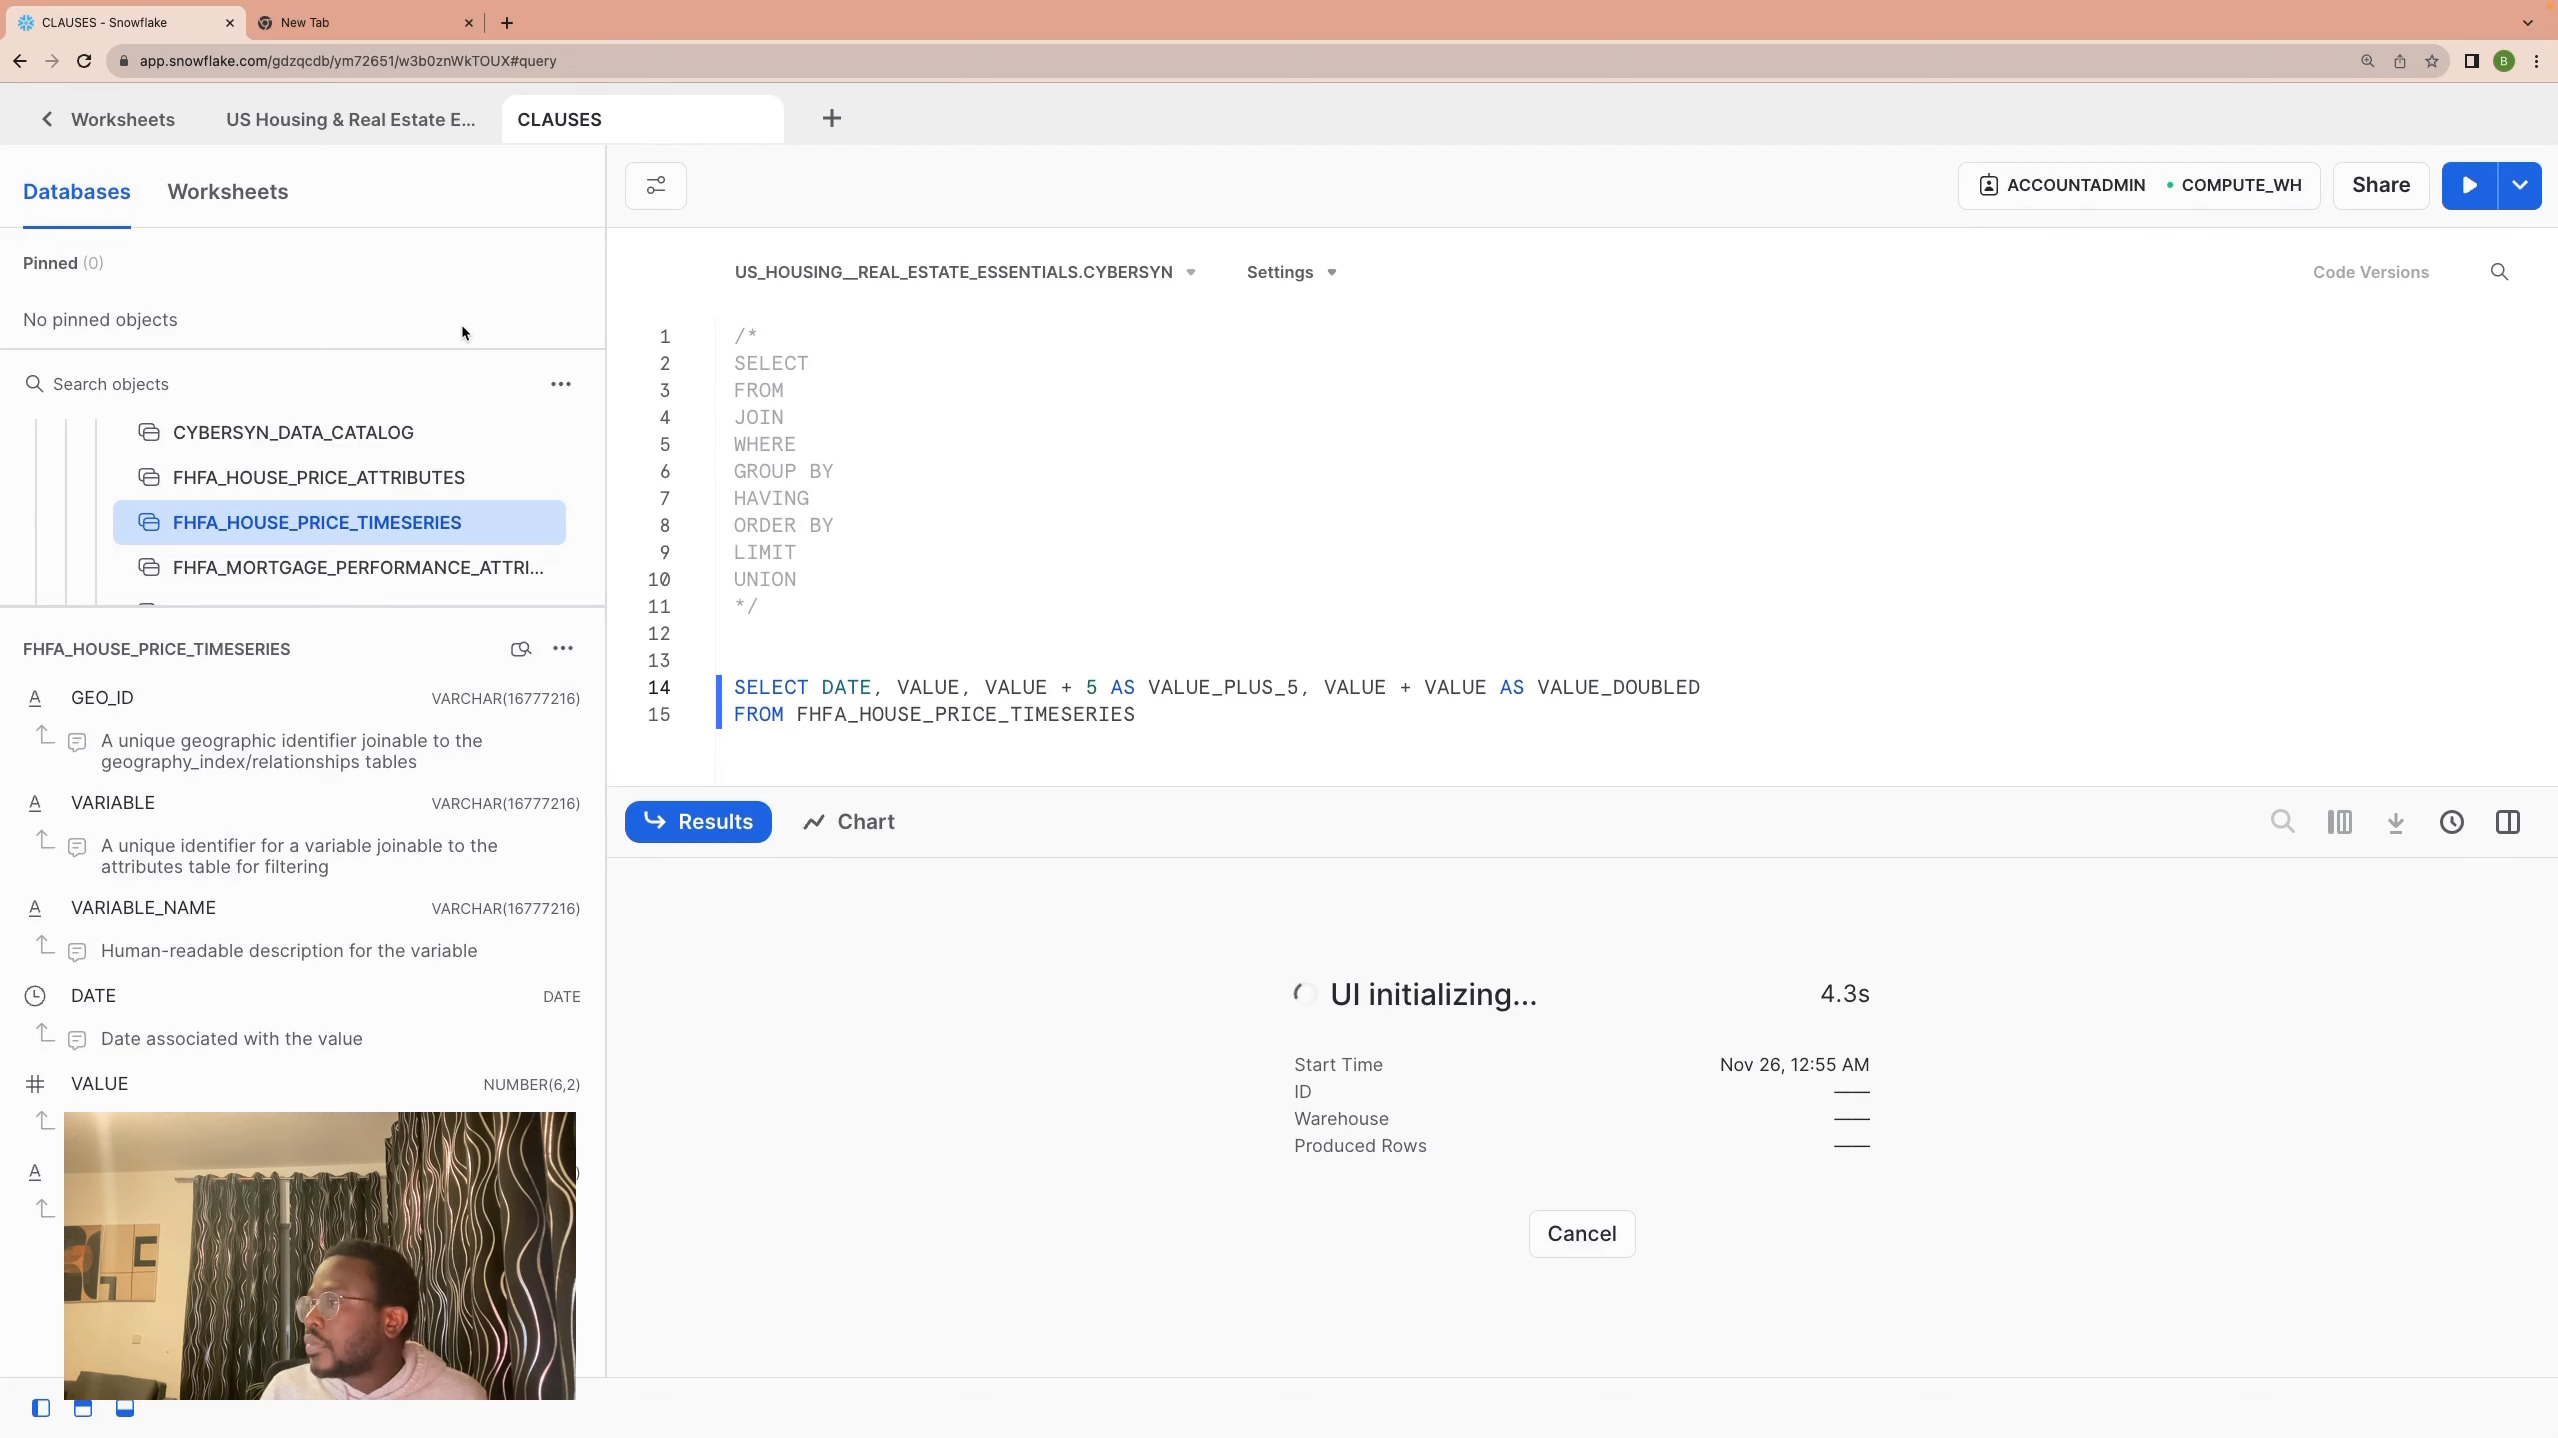 CLAUSES - Snowflake
New Tab
app.snowflake.com/gdzqcdb/ym72651/w3b0znWkTOUX#query
B
Worksheets
US Housing & Real Estate E...
CLAUSES
Databases
Worksheets
ACCOUNTADMIN
COMPUTE_WH
Share
Pinned (0)
No pinned objects
Search objects
CYBERSYN_DATA_CATALOG
FHFA_HOUSE_PRICE_ATTRIBUTES
FHFA_HOUSE_PRICE_TIMESERIES
FHFA_MORTGAGE_PERFORMANCE_ATTRI...
FHFA_HOUSE_PRICE_TIMESERIES
GEO_ID VARCHAR(16777216)
A unique geographic identifier joinable to the
geography_index/relationships tables
VARIABLE VARCHAR(16777216)
A unique identifier for a variable joinable to the
attributes table for filtering
VARIABLE_NAME VARCHAR(16777216)
Human-readable description for the variable
DATE DATE
Date associated with the value
VALUE NUMBER(6,2)
US_HOUSING__REAL_ESTATE_ESSENTIALS.CYBERSYN
Settings
Code Versions
1 /*
2 SELECT
3 FROM
4 JOIN
5 WHERE
6 GROUP BY
7 HAVING
8 ORDER BY
9 LIMIT
10 UNION
11 */
12
13
14 SELECT DATE, VALUE, VALUE + 5 AS VALUE_PLUS_5, VALUE + VALUE AS VALUE_DOUBLED
15 FROM FHFA_HOUSE_PRICE_TIMESERIES
Results
Chart
UI initializing... 4.3s
Start Time Nov 26, 12:55 AM
ID
Warehouse
Produced Rows
Cancel